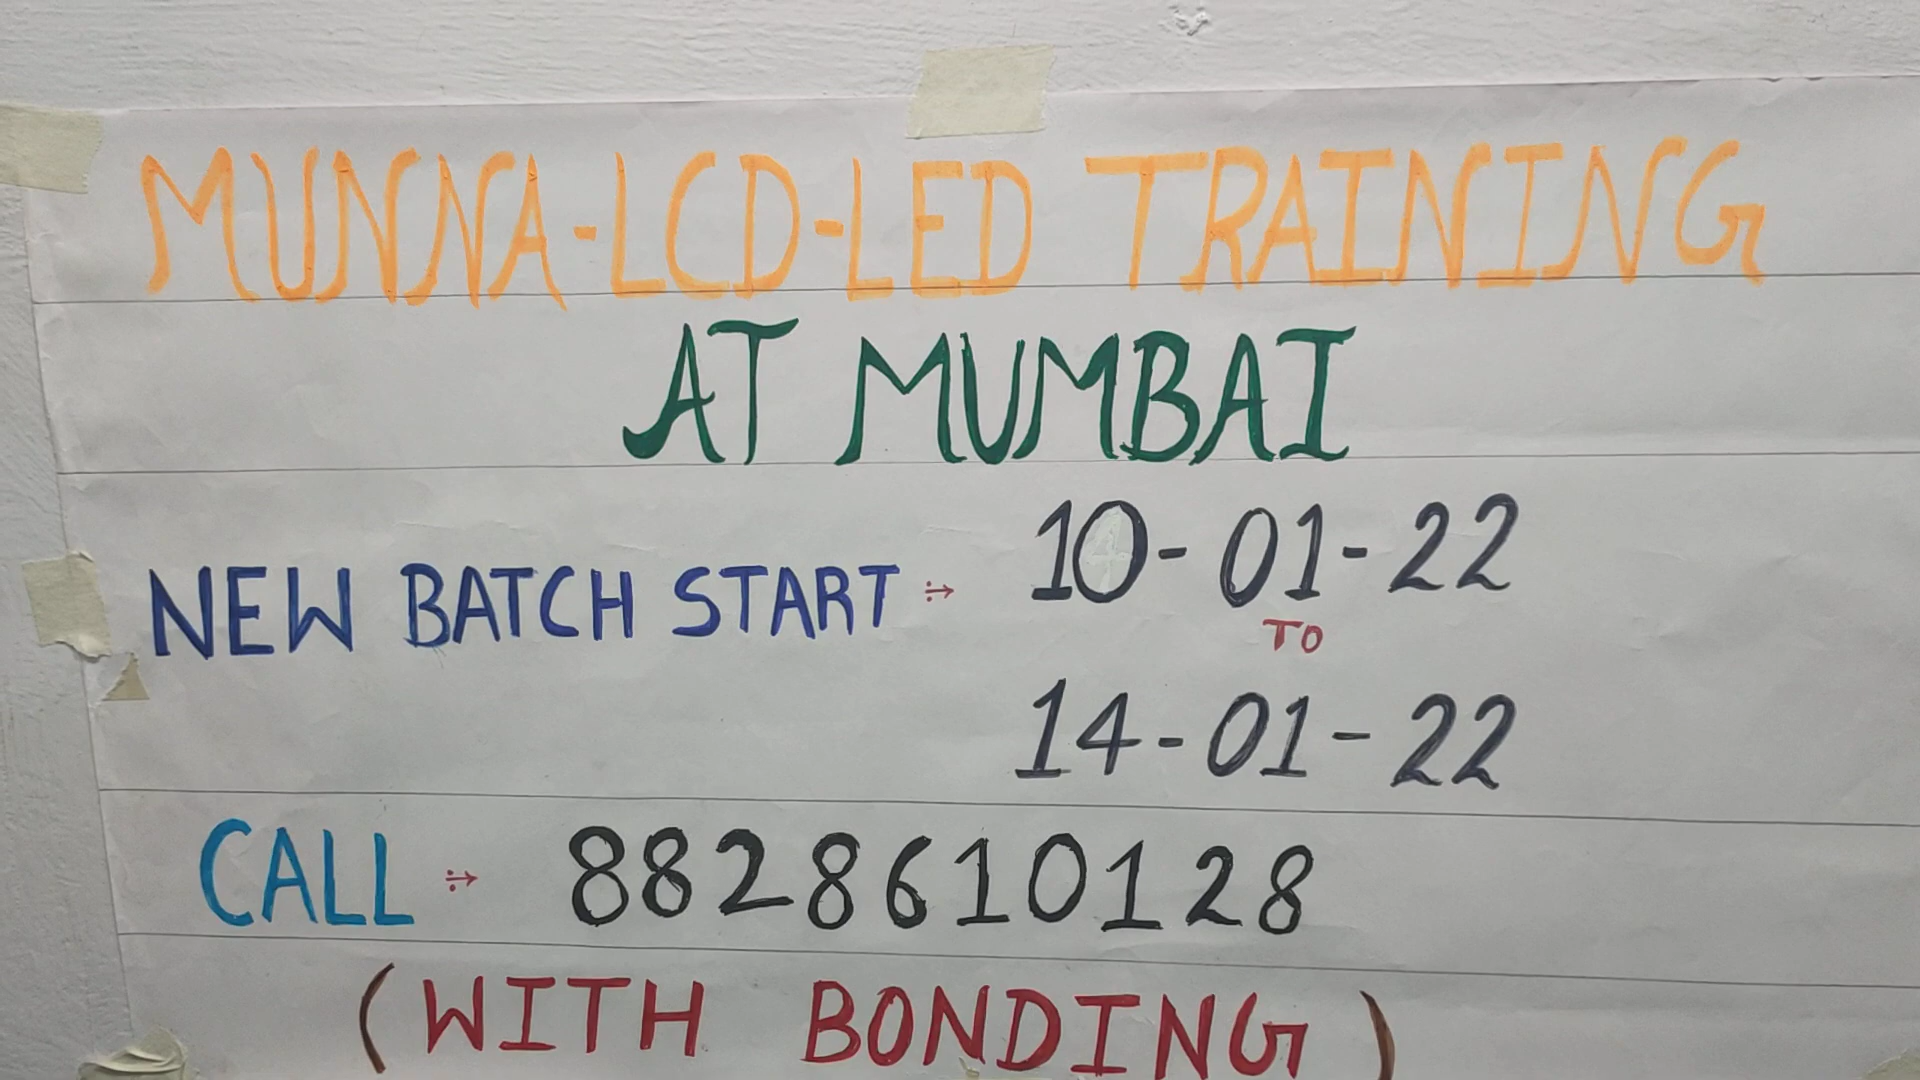 MUNNA-LCD-LED TRAINING
AT MUMBAI
NEW BATCH START ⸓→ 10-01-22
TO
14-01-22
CALL ⸓→ 8828610128
(WITH BONDING)